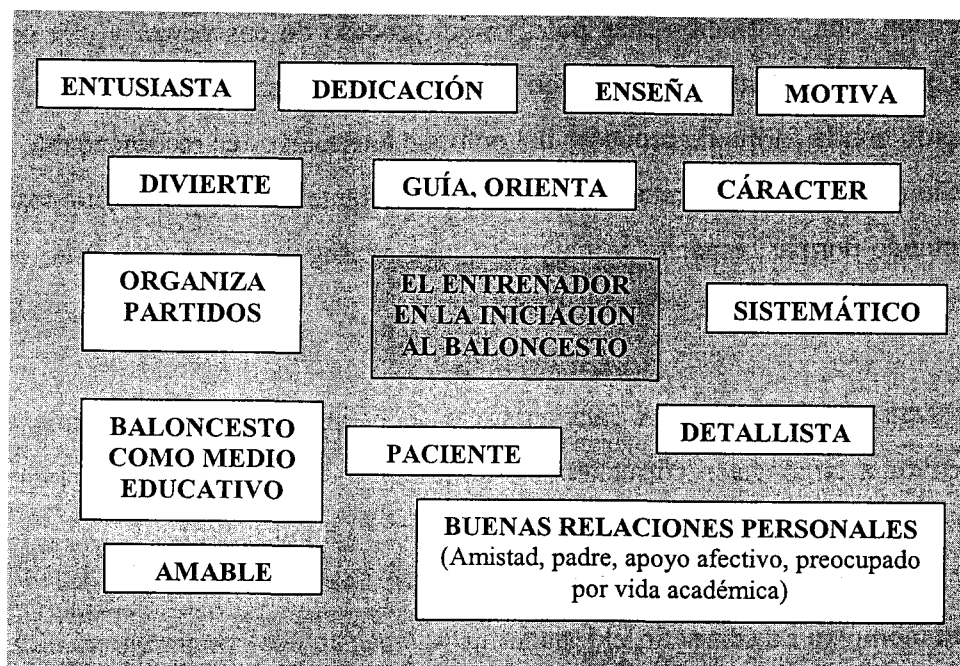 ENTUSIASTA
DEDICACIÓN
ENSEÑA
MOTIVA
DIVIERTE
GUÍA, ORIENTA
CÁRACTER
ORGANIZA
PARTIDOS
EL ENTRENADOR
EN LA INICIACIÓN
AL BALONCESTO
SISTEMÁTICO
BALONCESTO
COMO MEDIO
EDUCATIVO
PACIENTE
DETALLISTA
BUENAS RELACIONES PERSONALES
(Amistad, padre, apoyo afectivo, preocupado
por vida académica)
AMABLE